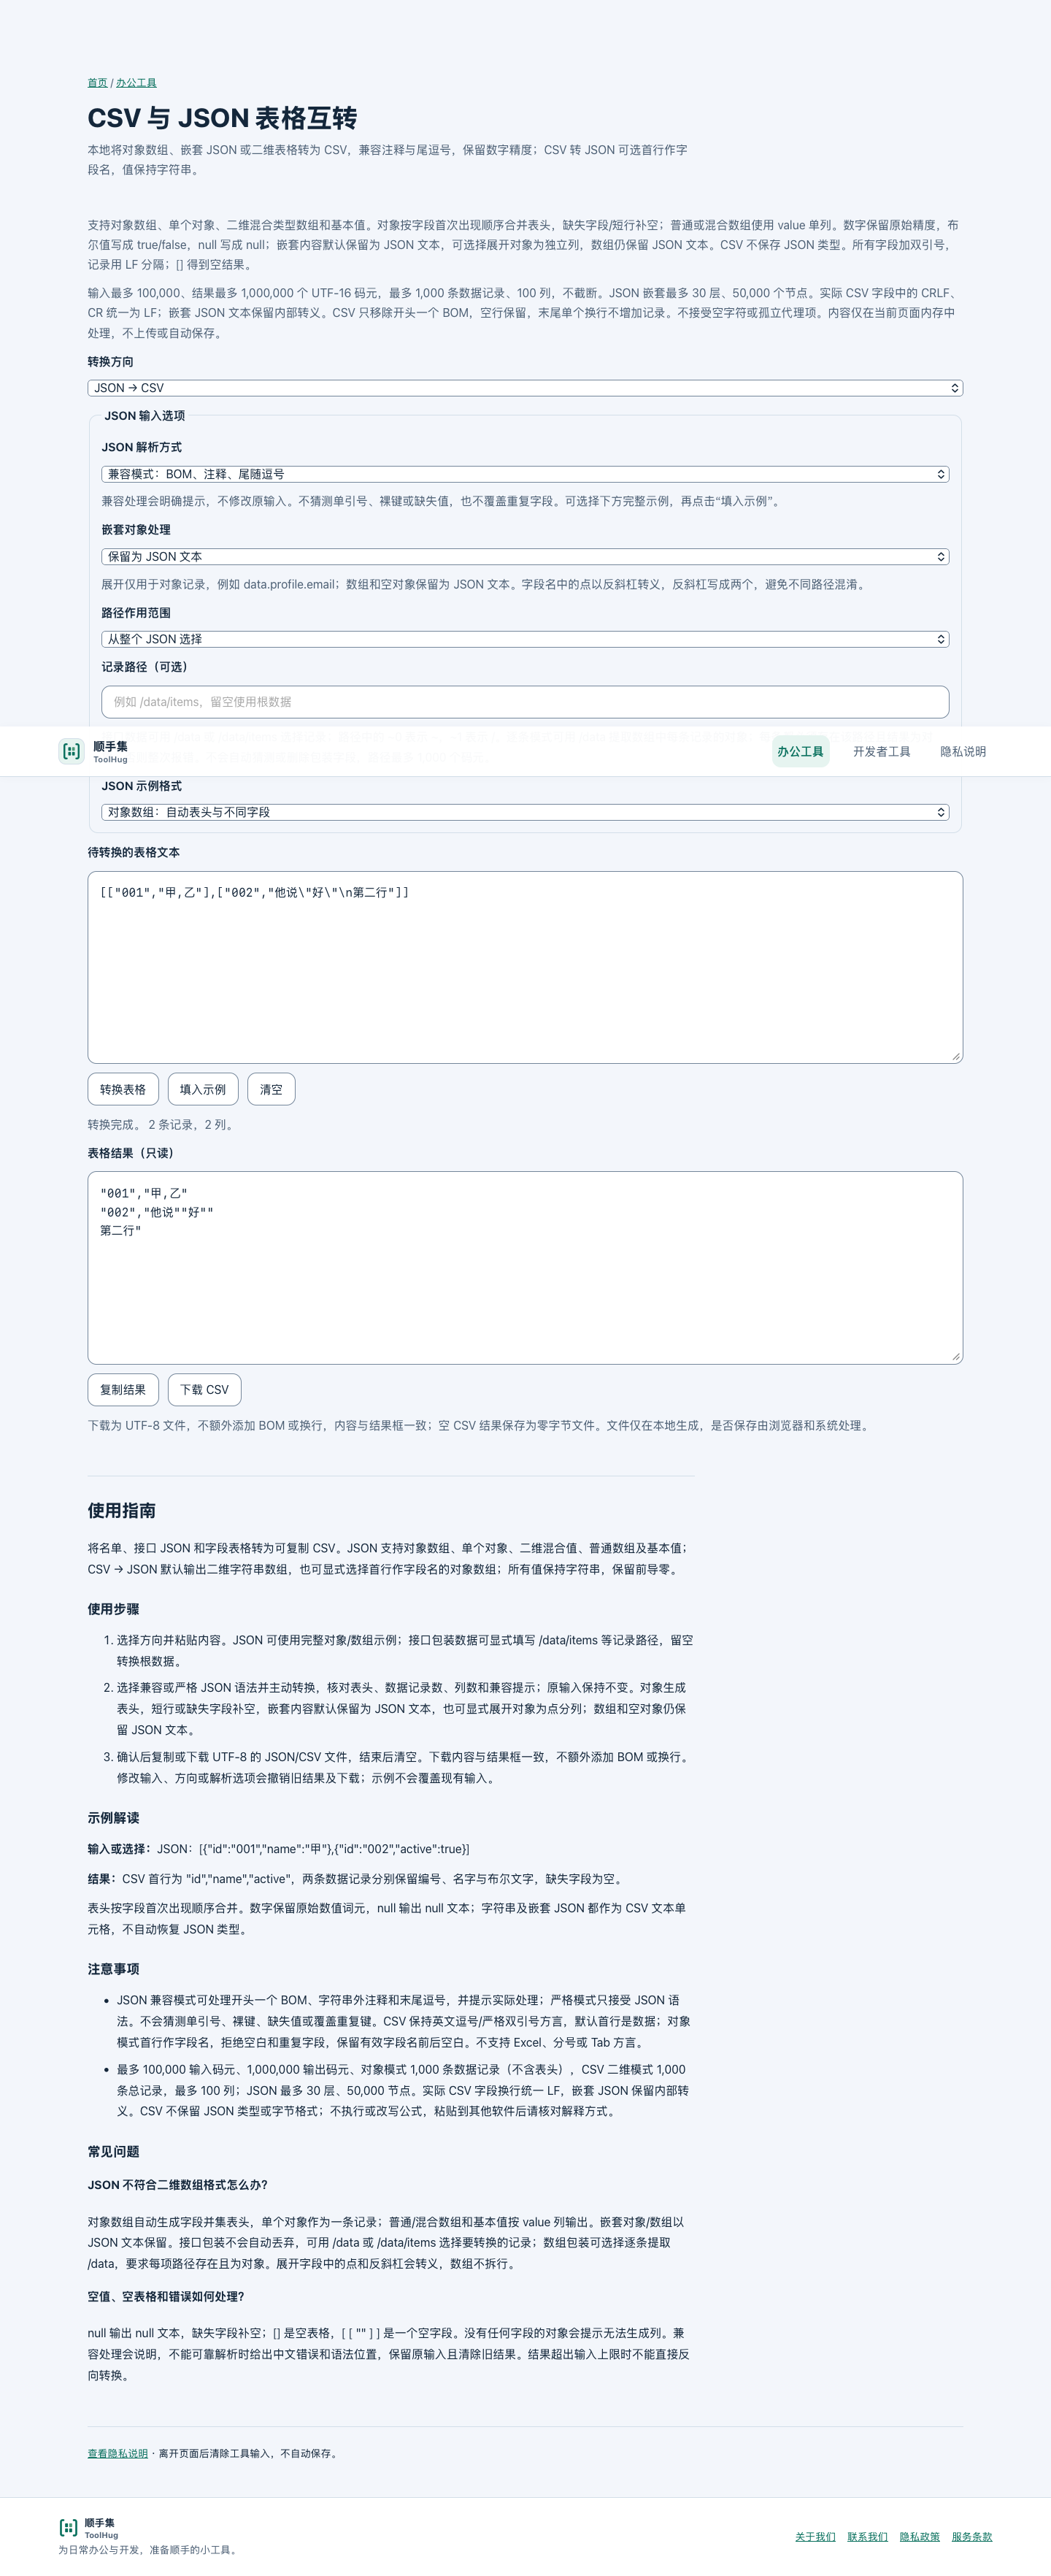 首页 / 办公工具
CSV 与 JSON 表格互转
本地将对象数组、嵌套 JSON 或二维表格转为 CSV，兼容注释与尾逗号，保留数字精度；CSV 转 JSON 可选首行作字
段名，值保持字符串。
支持对象数组、单个对象、二维混合类型数组和基本值。对象按字段首次出现顺序合并表头，缺失字段/短行补空；普通或混合数组使用 value 单列。数字保留原始精度，布
尔值写成 true/false，null 写成 null；嵌套内容默认保留为 JSON 文本，可选择展开对象为独立列，数组仍保留 JSON 文本。CSV 不保存 JSON 类型。所有字段加双引号，
记录用 LF 分隔；[] 得到空结果。
输入最多 100,000、结果最多 1,000,000 个 UTF-16 码元，最多 1,000 条数据记录、100 列，不截断。JSON 嵌套最多 30 层、50,000 个节点。实际 CSV 字段中的 CRLF、
CR 统一为 LF；嵌套 JSON 文本保留内部转义。CSV 只移除开头一个 BOM，空行保留，末尾单个换行不增加记录。不接受空字符或孤立代理项。内容仅在当前页面内存中
处理，不上传或自动保存。
转换方向
JSON → CSV
JSON 输入选项
JSON 解析方式
兼容模式：BOM、注释、尾随逗号
兼容处理会明确提示，不修改原输入。不猜测单引号、裸键或缺失值，也不覆盖重复字段。可选择下方完整示例，再点击“填入示例”。
嵌套对象处理
保留为 JSON 文本
展开仅用于对象记录，例如 data.profile.email；数组和空对象保留为 JSON 文本。字段名中的点以反斜杠转义，反斜杠写成两个，避免不同路径混淆。
路径作用范围
从整个 JSON 选择
记录路径（可选）
例如 /data/items，留空使用根数据
顺手集
ToolHug
办公工具
开发者工具
隐私说明
JSON 示例格式
对象数组：自动表头与不同字段
待转换的表格文本
[["001","甲,乙"],["002","他说\"好\"\n第二行"]]
转换表格
填入示例
清空
转换完成。 2 条记录，2 列。
表格结果（只读）
"001","甲,乙"
"002","他说""好""
第二行"
复制结果
下载 CSV
下载为 UTF-8 文件，不额外添加 BOM 或换行，内容与结果框一致；空 CSV 结果保存为零字节文件。文件仅在本地生成，是否保存由浏览器和系统处理。
使用指南
将名单、接口 JSON 和字段表格转为可复制 CSV。JSON 支持对象数组、单个对象、二维混合值、普通数组及基本值；
CSV → JSON 默认输出二维字符串数组，也可显式选择首行作字段名的对象数组；所有值保持字符串，保留前导零。
使用步骤
1. 选择方向并粘贴内容。JSON 可使用完整对象/数组示例；接口包装数据可显式填写 /data/items 等记录路径，留空
转换根数据。
2. 选择兼容或严格 JSON 语法并主动转换，核对表头、数据记录数、列数和兼容提示；原输入保持不变。对象生成
表头，短行或缺失字段补空，嵌套内容默认保留为 JSON 文本，也可显式展开对象为点分列；数组和空对象仍保
留 JSON 文本。
3. 确认后复制或下载 UTF-8 的 JSON/CSV 文件，结束后清空。下载内容与结果框一致，不额外添加 BOM 或换行。
修改输入、方向或解析选项会撤销旧结果及下载；示例不会覆盖现有输入。
示例解读
输入或选择：JSON：[{"id":"001","name":"甲"},{"id":"002","active":true}]
结果：CSV 首行为 "id","name","active"，两条数据记录分别保留编号、名字与布尔文字，缺失字段为空。
表头按字段首次出现顺序合并。数字保留原始数值词元，null 输出 null 文本；字符串及嵌套 JSON 都作为 CSV 文本单
元格，不自动恢复 JSON 类型。
注意事项
• JSON 兼容模式可处理开头一个 BOM、字符串外注释和末尾逗号，并提示实际处理；严格模式只接受 JSON 语
法。不会猜测单引号、裸键、缺失值或覆盖重复键。CSV 保持英文逗号/严格双引号方言，默认首行是数据；对象
模式首行作字段名，拒绝空白和重复字段，保留有效字段名前后空白。不支持 Excel、分号或 Tab 方言。
• 最多 100,000 输入码元、1,000,000 输出码元、对象模式 1,000 条数据记录（不含表头），CSV 二维模式 1,000
条总记录，最多 100 列；JSON 最多 30 层、50,000 节点。实际 CSV 字段换行统一 LF，嵌套 JSON 保留内部转
义。CSV 不保留 JSON 类型或字节格式；不执行或改写公式，粘贴到其他软件后请核对解释方式。
常见问题
JSON 不符合二维数组格式怎么办？
对象数组自动生成字段并集表头，单个对象作为一条记录；普通/混合数组和基本值按 value 列输出。嵌套对象/数组以
JSON 文本保留。接口包装不会自动丢弃，可用 /data 或 /data/items 选择要转换的记录；数组包装可选择逐条提取
/data，要求每项路径存在且为对象。展开字段中的点和反斜杠会转义，数组不拆行。
空值、空表格和错误如何处理？
null 输出 null 文本，缺失字段补空；[] 是空表格，[ [ "" ] ] 是一个空字段。没有任何字段的对象会提示无法生成列。兼
容处理会说明，不能可靠解析时给出中文错误和语法位置，保留原输入且清除旧结果。结果超出输入上限时不能直接反
向转换。
查看隐私说明 · 离开页面后清除工具输入，不自动保存。
顺手集
ToolHug
为日常办公与开发，准备顺手的小工具。
关于我们
联系我们
隐私政策
服务条款